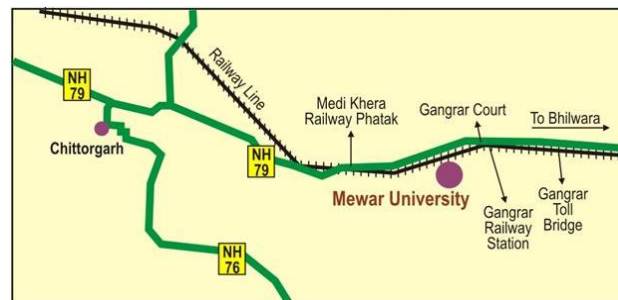 NH
79
Chittorgarh
Railway Line
NH
79
NH
76
Medi Khera
Railway Phatak
Gangrar Court
To Bhilwara
Mewar University
Gangrar
Railway
Station
Gangrar
Toll
Bridge